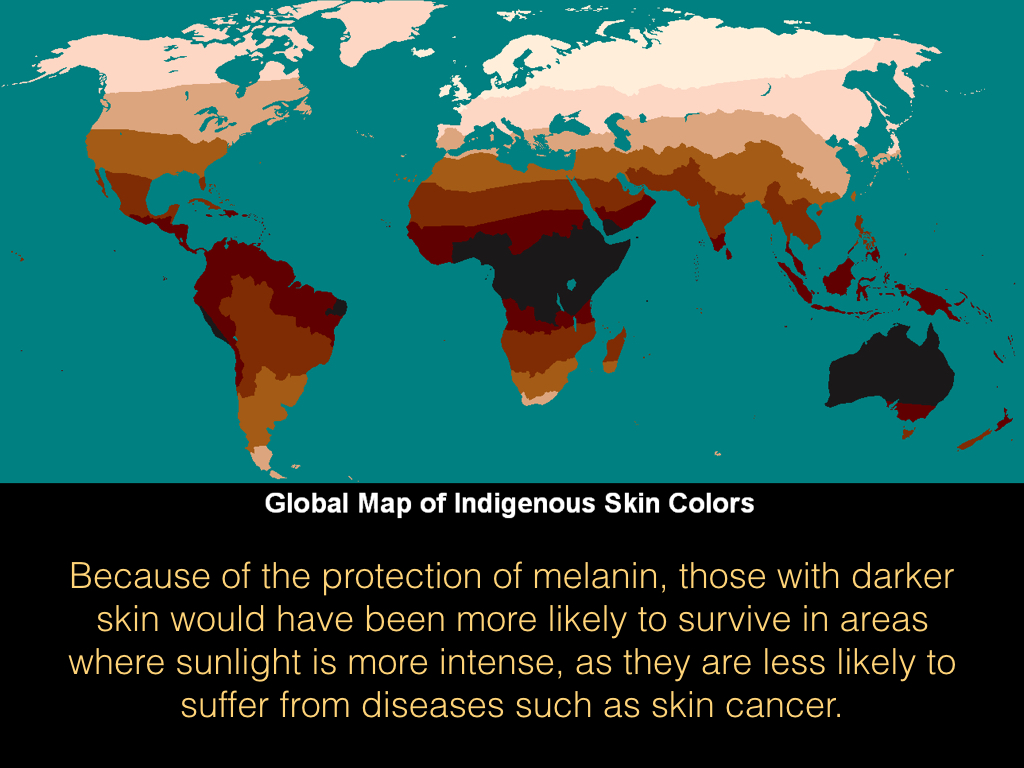 Global Map of Indigenous Skin Colors
Because of the protection of melanin, those with darker
skin would have been more likely to survive in areas
where sunlight is more intense, as they are less likely to
suffer from diseases such as skin cancer.